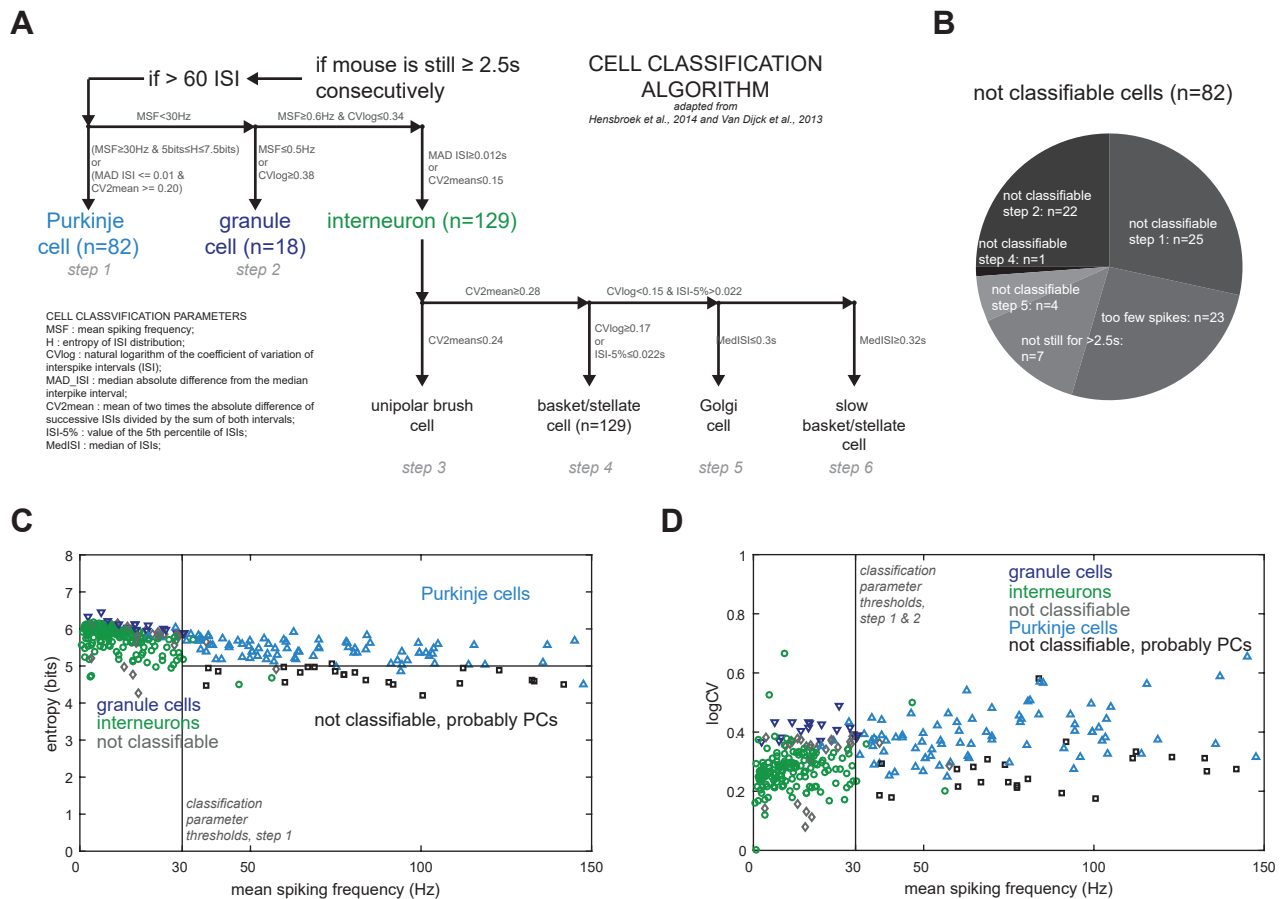 A
if > 60 ISI
if mouse is still ≥ 2.5s
consecutively
CELL CLASSIFICATION
ALGORITHM
adapted from
Hensbroek et al., 2014 and Van Dijck et al., 2013
MSF<30Hz
MSF≥0.6Hz & CVlog≤0.34
(MSF≥30Hz & 5bits≤H≤7.5bits)
or
(MAD ISI <= 0.01 &
CV2mean >= 0.20)
MSF≤0.5Hz
or
CVlog≥0.38
MAD ISI≥0.012s
or
CV2mean≤0.15
Purkinje
cell (n=82)
step 1
granule
cell (n=18)
step 2
interneuron (n=129)
CV2mean≥0.28
CVlog<0.15 & ISI-5%>0.022
CV2mean≤0.24
CVlog≥0.17
or
ISI-5%≤0.022s
MedISI≤0.3s
MedISI≥0.32s
unipolar brush
cell
step 3
basket/stellate
cell (n=129)
step 4
Golgi
cell
step 5
slow
basket/stellate
cell
step 6
CELL CLASSVIFICATION PARAMETERS
MSF : mean spiking frequency;
H : entropy of ISI distribution;
CVlog : natural logarithm of the coefficient of variation of
interspike intervals (ISI);
MAD_ISI : median absolute difference from the median
interpike interval;
CV2mean : mean of two times the absolute difference of
successive ISIs divided by the sum of both intervals;
ISI-5% : value of the 5th percentile of ISIs;
MedISI : median of ISIs;
B
not classifiable cells (n=82)
not classifiable
step 2: n=22
not classifiable
step 1: n=25
not classifiable
step 4: n=1
not classifiable
step 5: n=4
too few spikes: n=23
not still for >2.5s:
n=7
C
8
7
6
5
4
3
2
1
0
entropy (bits)
Purkinje cells
granule cells
interneurons
not classifiable
not classifiable, probably PCs
classification
parameter
thresholds, step 1
0
30
50
100
150
mean spiking frequency (Hz)
D
1
0.8
0.6
0.4
0.2
0
logCV
classification
parameter
thresholds,
step 1 & 2
granule cells
interneurons
not classifiable
Purkinje cells
not classifiable, probably PCs
0
30
50
100
150
mean spiking frequency (Hz)